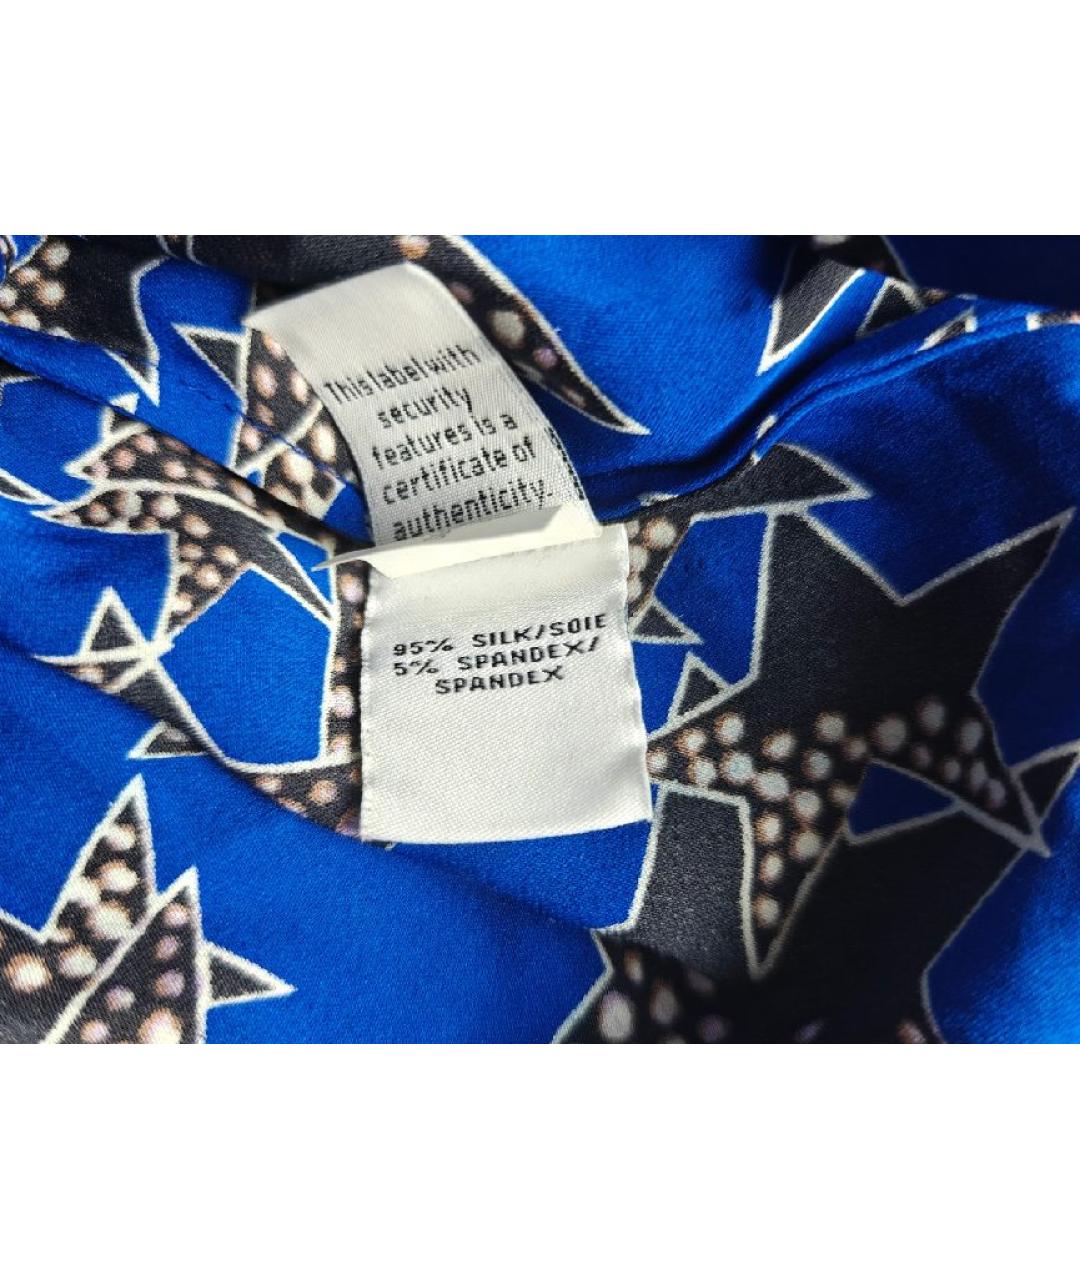 This label with
security
features is a
certificate of
authenticity.
95% SILK/SOIE
5% SPANDEX/
SPANDEX